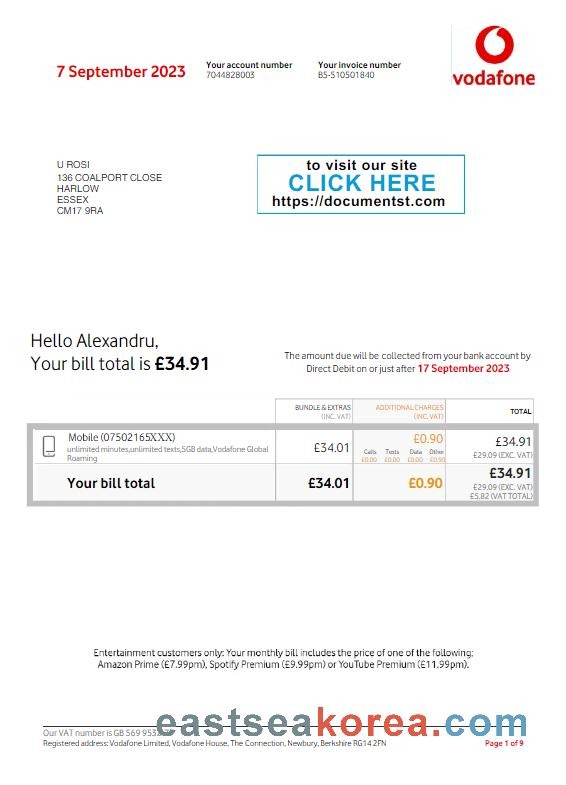 vodafone
7 September 2023
Your account number
7044828003
Your invoice number
B5-510501840
U ROSI
136 COALPORT CLOSE
HARLOW
ESSEX
CM17 9RA
to visit our site
CLICK HERE
https://documentst.com
Hello Alexandru,
Your bill total is £34.91
The amount due will be collected from your bank account by
Direct Debit on or just after 17 September 2023
BUNDLE & EXTRAS
(INC. VAT)
ADDITIONAL CHARGES
(INC. VAT)
TOTAL
Mobile (07502165XXX)
unlimited minutes,unlimited texts,5GB data,Vodafone Global
Roaming
£34.01
£0.90
Calls Texts Data Other
£0.00 £0.00 £0.00 £0.90
£34.91
£29.09 (EXC. VAT)
Your bill total
£34.01
£0.90
£34.91
£29.09 (EXC. VAT)
£5.82 (VAT TOTAL)
Entertainment customers only: Your monthly bill includes the price of one of the following:
Amazon Prime (£7.99pm), Spotify Premium (£9.99pm) or YouTube Premium (£11.99pm).
eastseakorea.com
Our VAT number is GB 569
Registered address: Vodafone Limited, Vodafone House, The Connection, Newbury, Berkshire RG14 2FN
Page 1 of 9